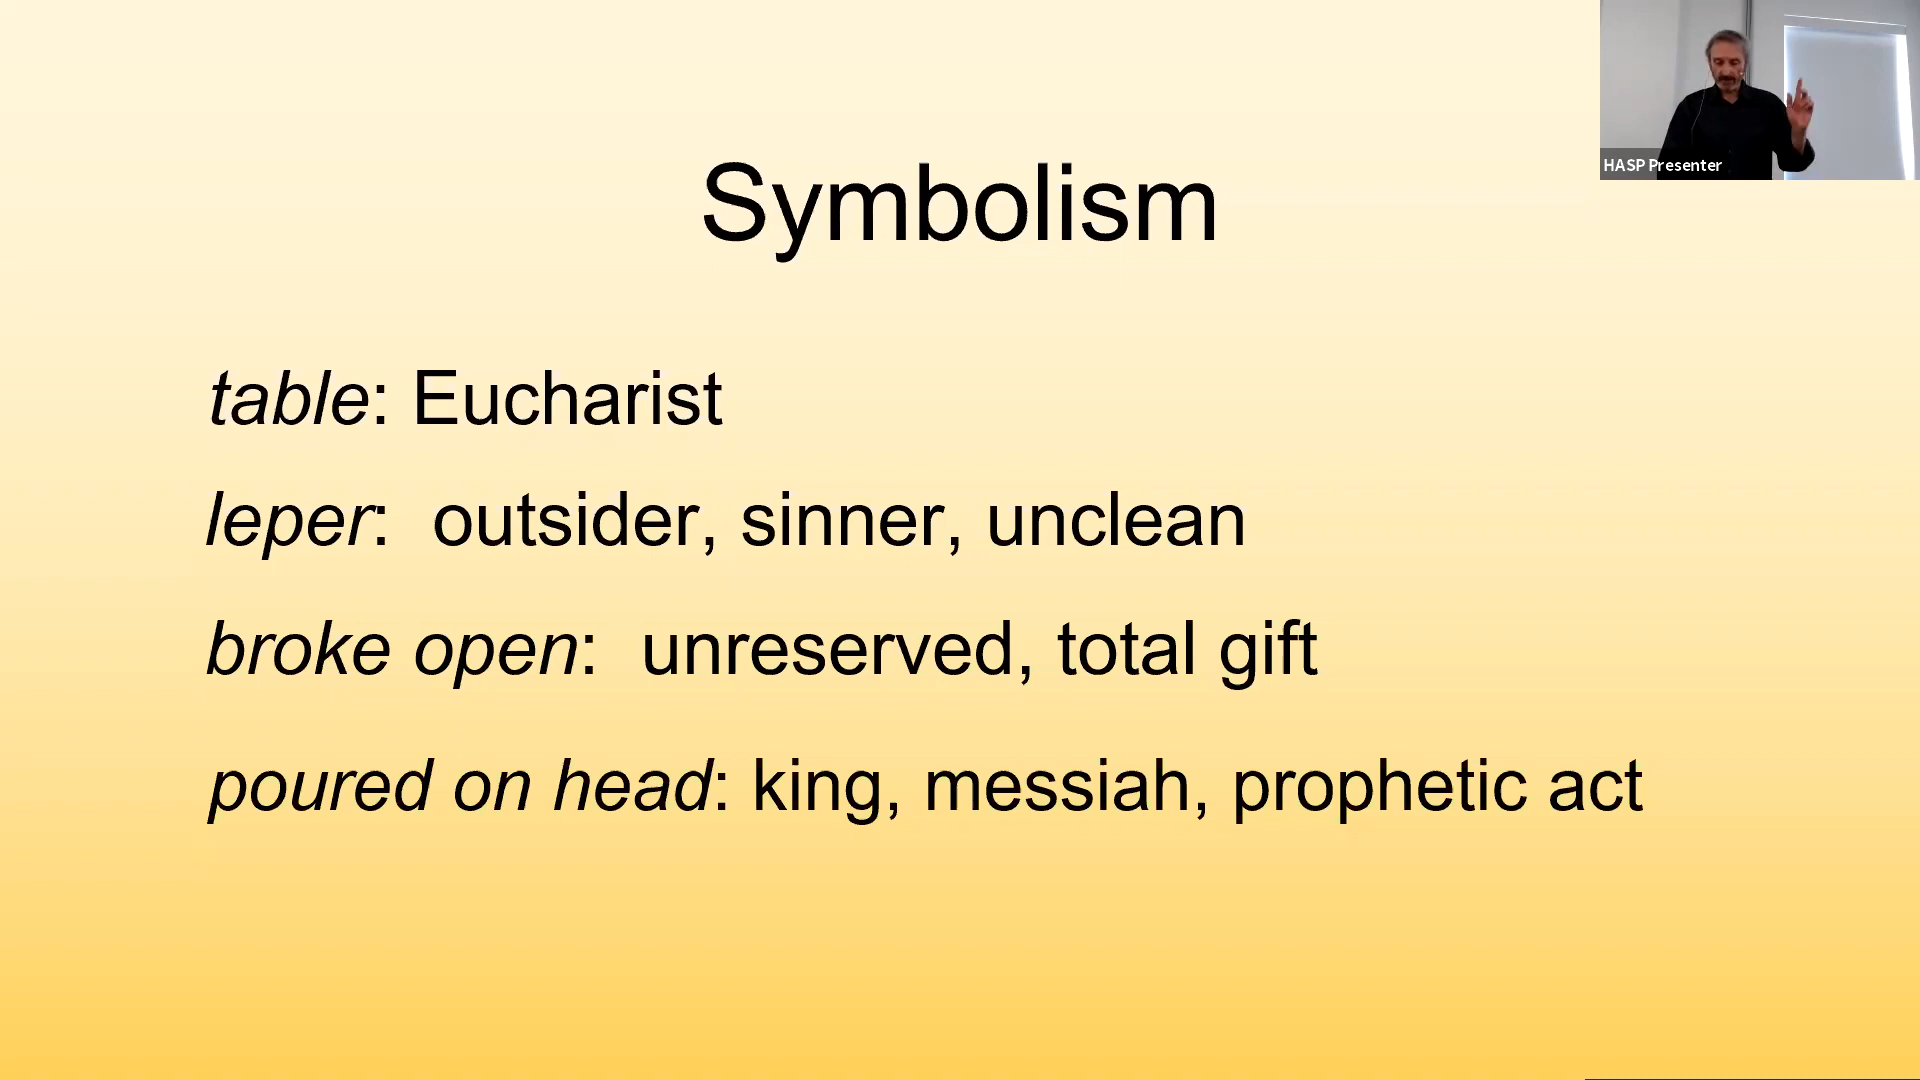 HASP Presenter
Symbolism
table: Eucharist
leper:  outsider, sinner, unclean
broke open:  unreserved, total gift
poured on head: king, messiah, prophetic act